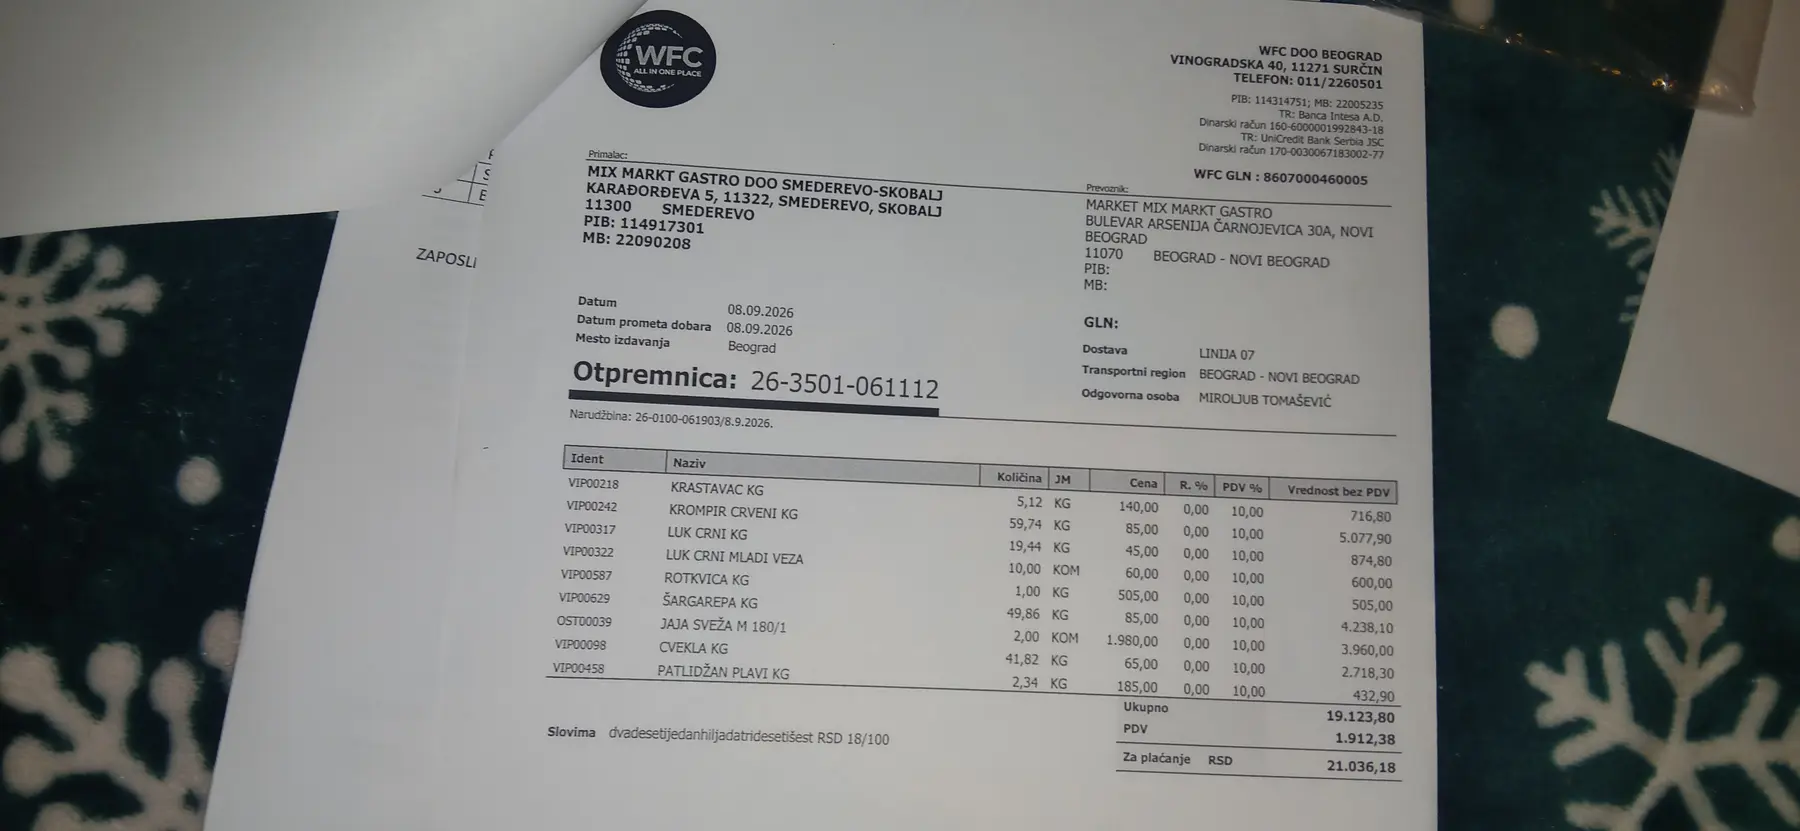 WFC
ALL IN ONE PLACE
WFC DOO BEOGRAD
VINOGRADSKA 40, 11271 SURČIN
TELEFON: 011/2260501
PIB: 114314751; MB: 22005235
TR: Banca Intesa A.D.
Dinarski račun 160-6000001992843-18
TR: UniCredit Bank Serbia JSC
Dinarski račun 170-0030067183002-77
WFC GLN : 8607000460005
Primalac:
MIX MARKT GASTRO DOO SMEDEREVO-SKOBALJ
KARAĐORĐEVA 5, 11322, SMEDEREVO, SKOBALJ
11300 SMEDEREVO
PIB: 114917301
MB: 22090208
Prevoznik:
MARKET MIX MARKT GASTRO
BULEVAR ARSENIJA ČARNOJEVICA 30A, NOVI
BEOGRAD
11070 BEOGRAD - NOVI BEOGRAD
PIB:
MB:
GLN:
ZAPOSLI
Datum 08.09.2026
Datum prometa dobara 08.09.2026
Mesto izdavanja Beograd
Dostava LINIJA 07
Transportni region BEOGRAD - NOVI BEOGRAD
Odgovorna osoba MIROLJUB TOMAŠEVIĆ
Otpremnica: 26-3501-061112
Narudžbina: 26-0100-061903/8.9.2026.
Ident Naziv Količina JM Cena R. % PDV % Vrednost bez PDV
VIP00218 KRASTAVAC KG 5,12 KG 140,00 0,00 10,00 716,80
VIP00242 KROMPIR CRVENI KG 59,74 KG 85,00 0,00 10,00 5.077,90
VIP00317 LUK CRNI KG 19,44 KG 45,00 0,00 10,00 874,80
VIP00322 LUK CRNI MLADI VEZA 10,00 KOM 60,00 0,00 10,00 600,00
VIP00587 ROTKVICA KG 1,00 KG 505,00 0,00 10,00 505,00
VIP00629 ŠARGAREPA KG 49,86 KG 85,00 0,00 10,00 4.238,10
OST00039 JAJA SVEŽA M 180/1 2,00 KOM 1.980,00 0,00 10,00 3.960,00
VIP00098 CVEKLA KG 41,82 KG 65,00 0,00 10,00 2.718,30
VIP00458 PATLIDŽAN PLAVI KG 2,34 KG 185,00 0,00 10,00 432,90
Ukupno 19.123,80
PDV 1.912,38
Za plaćanje RSD 21.036,18
Slovima dvadesetijedanhiljadatridesetišest RSD 18/100